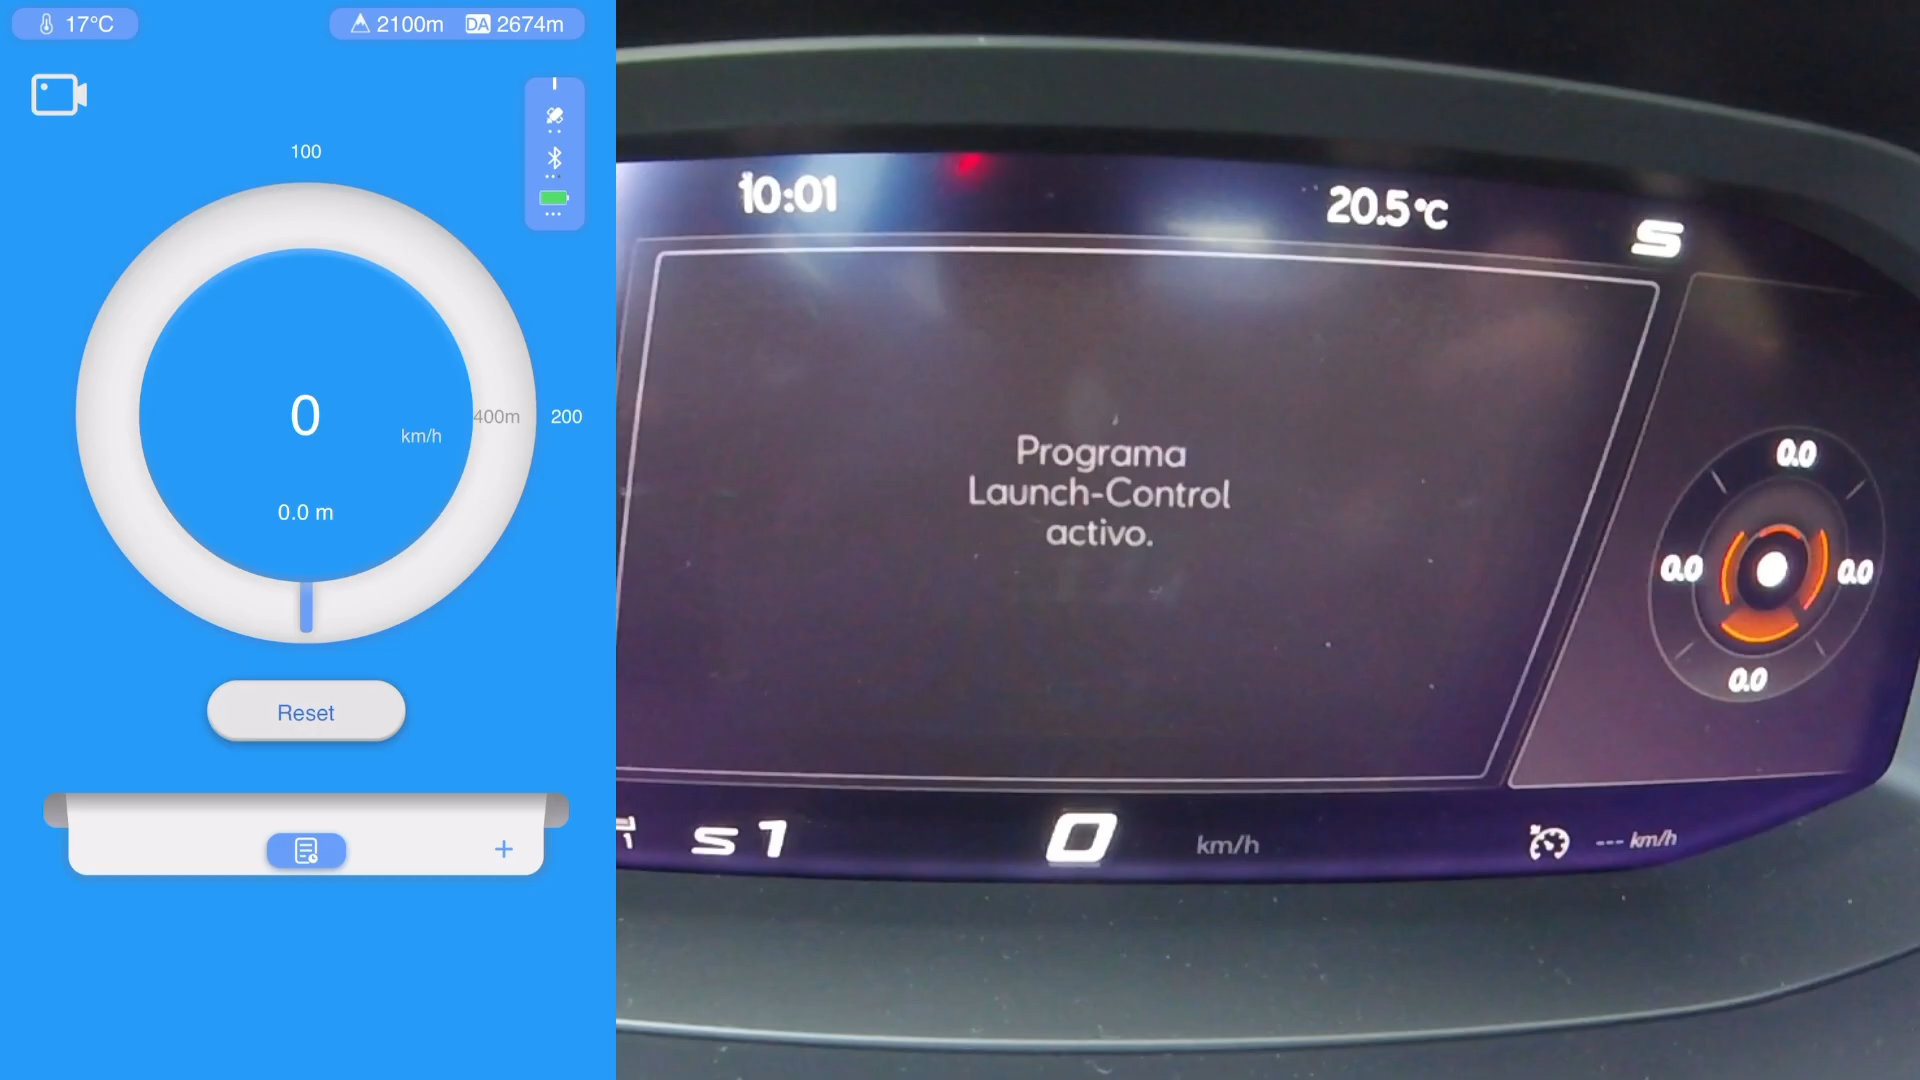 17°C
2100m DA 2674m
100
0
km/h
400m
200
0.0 m
Reset
+
10:01
20.5°C
S
Programa
Launch-Control
activo.
0.0
0.0
0.0
0.0
S 1
0 km/h
--- km/h